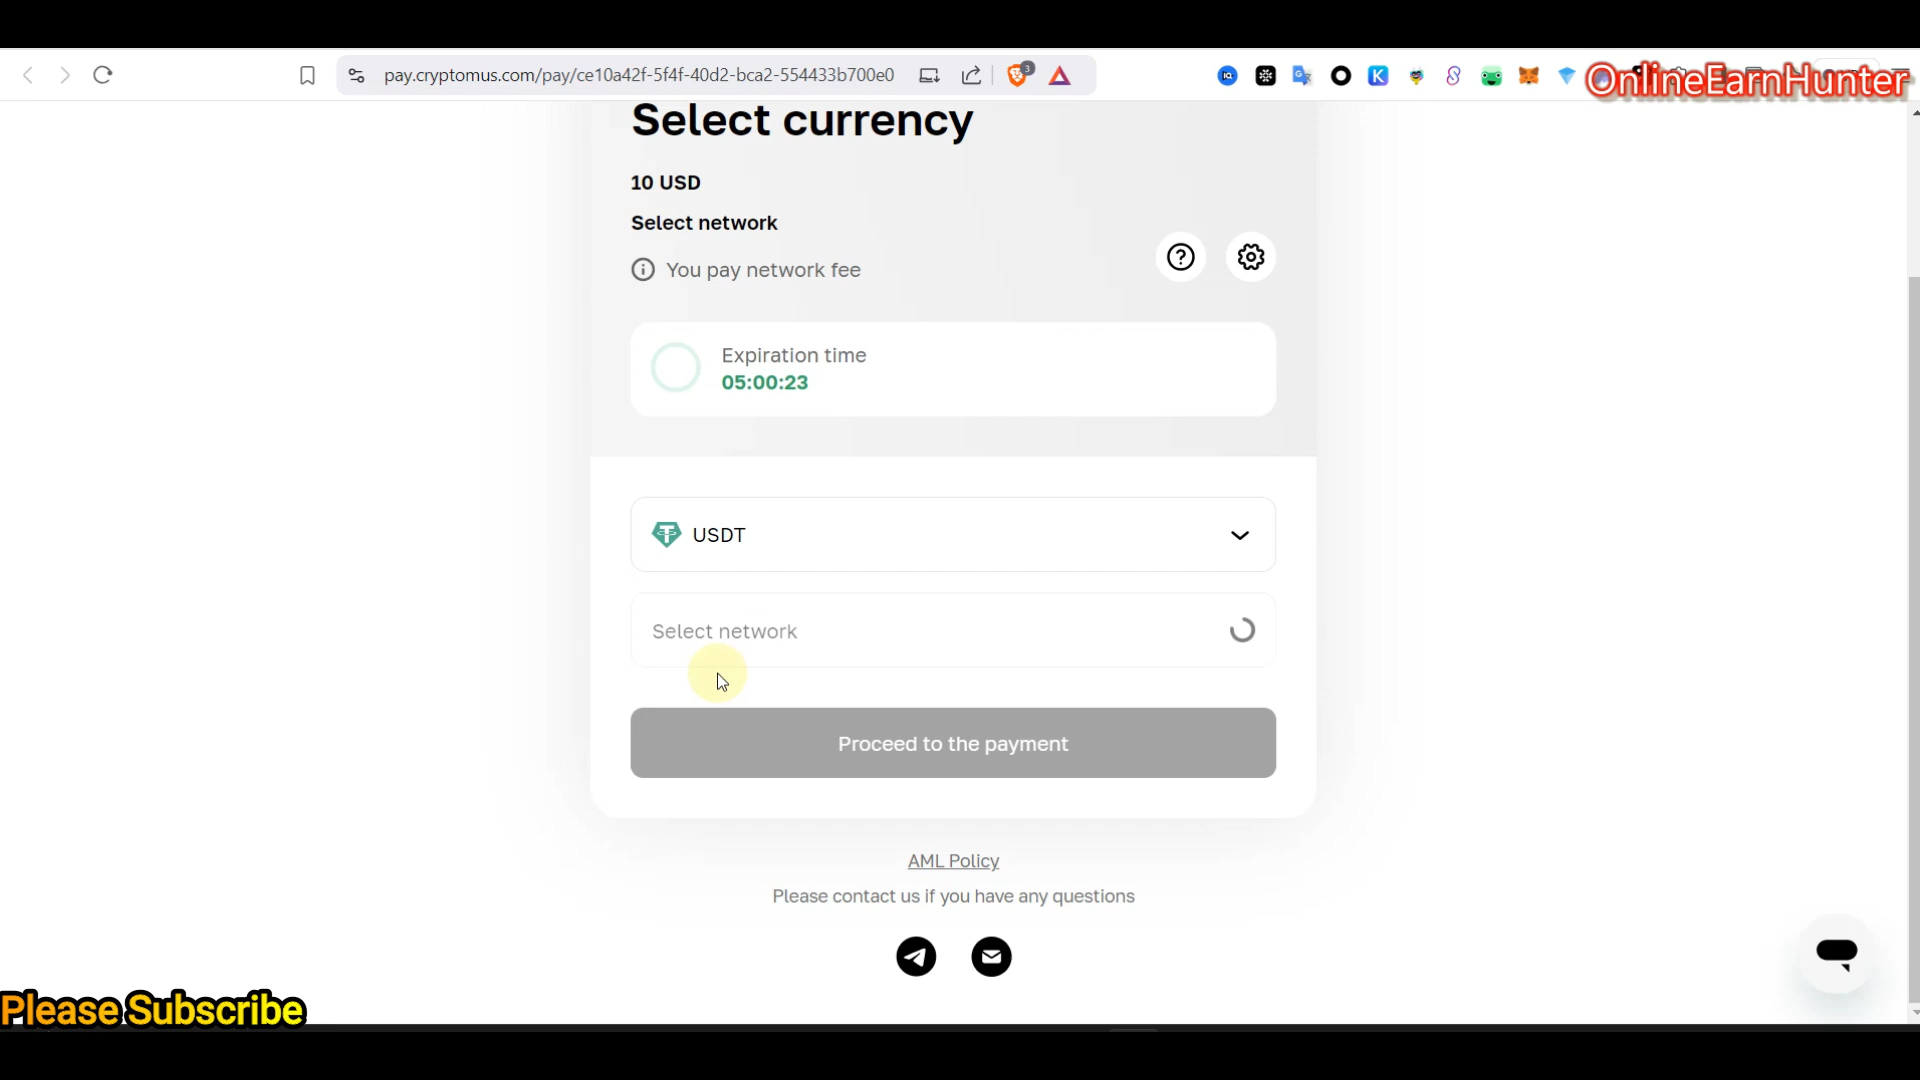 pay.cryptomus.com/pay/ce10a42f-5f4f-40d2-bca2-554433b700e0
3
OnlineEarnHunter
Select currency
10 USD
Select network
You pay network fee
Expiration time
05:00:23
USDT
Select network
Proceed to the payment
AML Policy
Please contact us if you have any questions
Please Subscribe